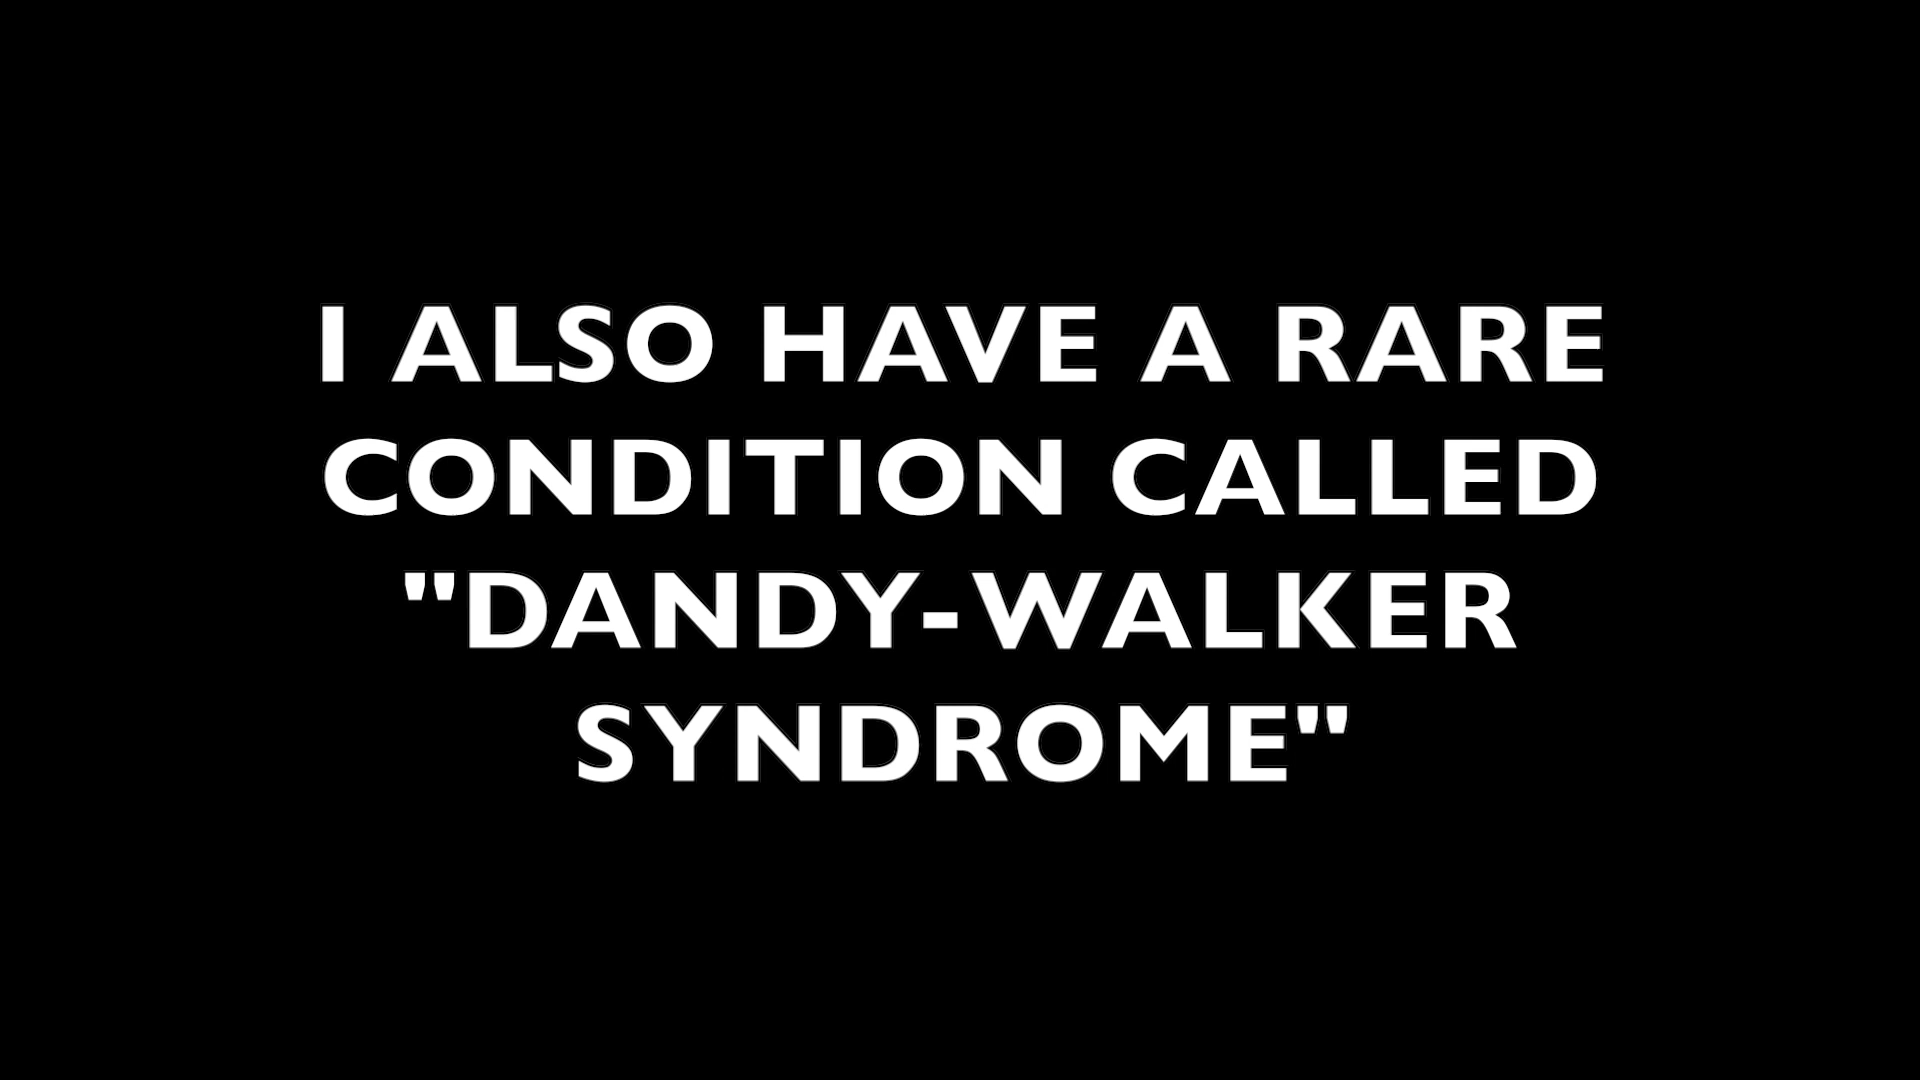 I ALSO HAVE A RARE
CONDITION CALLED
"DANDY-WALKER
SYNDROME"